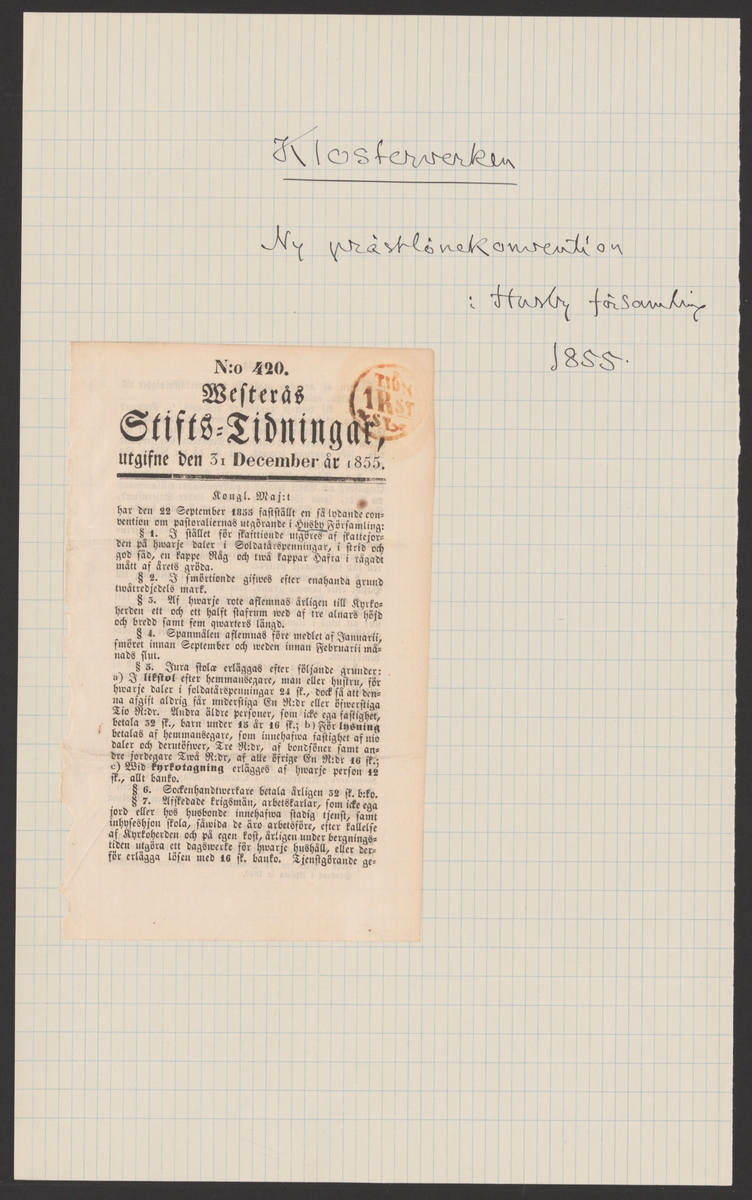 Klosterverken
Ny prästlönekonvention
i Husby församling
1855.
N:o 420.
Westerås
Stifts-Tidningar,
utgifne den 31 December år 1855.
Kongl. Maj:t
har den 22 September 1855 fastställt en så lydande con-
vention om pastoraliernas utgörande i Husby Församling:
§ 1. I stället för skafttionde utgöres af skattejor-
den på hwarje daler i Soldatårspenningar, i strid och
god säd, en kappe Råg och twå kappar Hafra i rågadt
mått af årets gröda.
§ 2. I smörtionde gifwes efter enahanda grund
twåtredjedels mark.
§ 3. Af hwarje rote aflemnas årligen till Kyrko-
herden ett och ett halft stafrum wed af tre alnars höjd
och bredd samt fem qwarters längd.
§ 4. Spanmålen aflemnas före medlet af Januarii,
smöret innan September och weden innan Februarii må-
nads slut.
§ 5. Jura stolæ erläggas efter följande grunder:
a) I likstol efter hemmansegare, man eller hustru, för
hwarje daler i soldatårspenningar 24 sk., dock så att den-
na afgift aldrig får understiga En R:dr eller öfwerstiga
Tio R:dr. Andra äldre personer, som icke ega fastighet,
betala 32 sk., barn under 15 år 16 sk.; b) För lysning
betalas af hemmansegare, som innehafwa fastighet af nio
daler och derutöfwer, Tre R:dr, af bondsöner samt an-
dre jordegare Twå R:dr, af alle öfrige En R:dr 16 sk.;
c) Wid kyrkotagning erlägges af hwarje person 12
sk., allt banko.
§ 6. Sockenhandtwerkare betala årligen 32 sk. b:ko.
§ 7. Afskedade krigsmän, arbetskarlar, som icke ega
jord eller hos husbonde innehafwa stadig tjenst, samt
inhyseshjon skola, såwida de äro arbetsföre, efter kallelse
af Kyrkoherden och på egen kost, årligen under bergnings-
tiden utgöra ett dagswerke för hwarje hushåll, eller der-
för erlägga lösen med 16 sk. banko. Tjenstgörande ge-